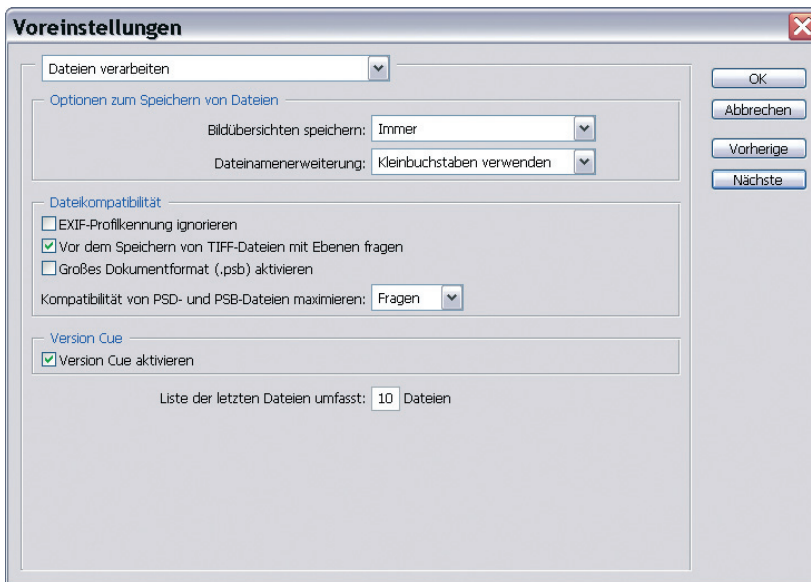 Voreinstellungen
Dateien verarbeiten
Optionen zum Speichern von Dateien
Bildübersichten speichern: Immer
Dateinamenerweiterung: Kleinbuchstaben verwenden
Dateikompatibilität
EXIF-Profilkennung ignorieren
Vor dem Speichern von TIFF-Dateien mit Ebenen fragen
Großes Dokumentformat (.psb) aktivieren
Kompatibilität von PSD- und PSB-Dateien maximieren: Fragen
Version Cue
Version Cue aktivieren
Liste der letzten Dateien umfasst: 10 Dateien
OK
Abbrechen
Vorherige
Nächste